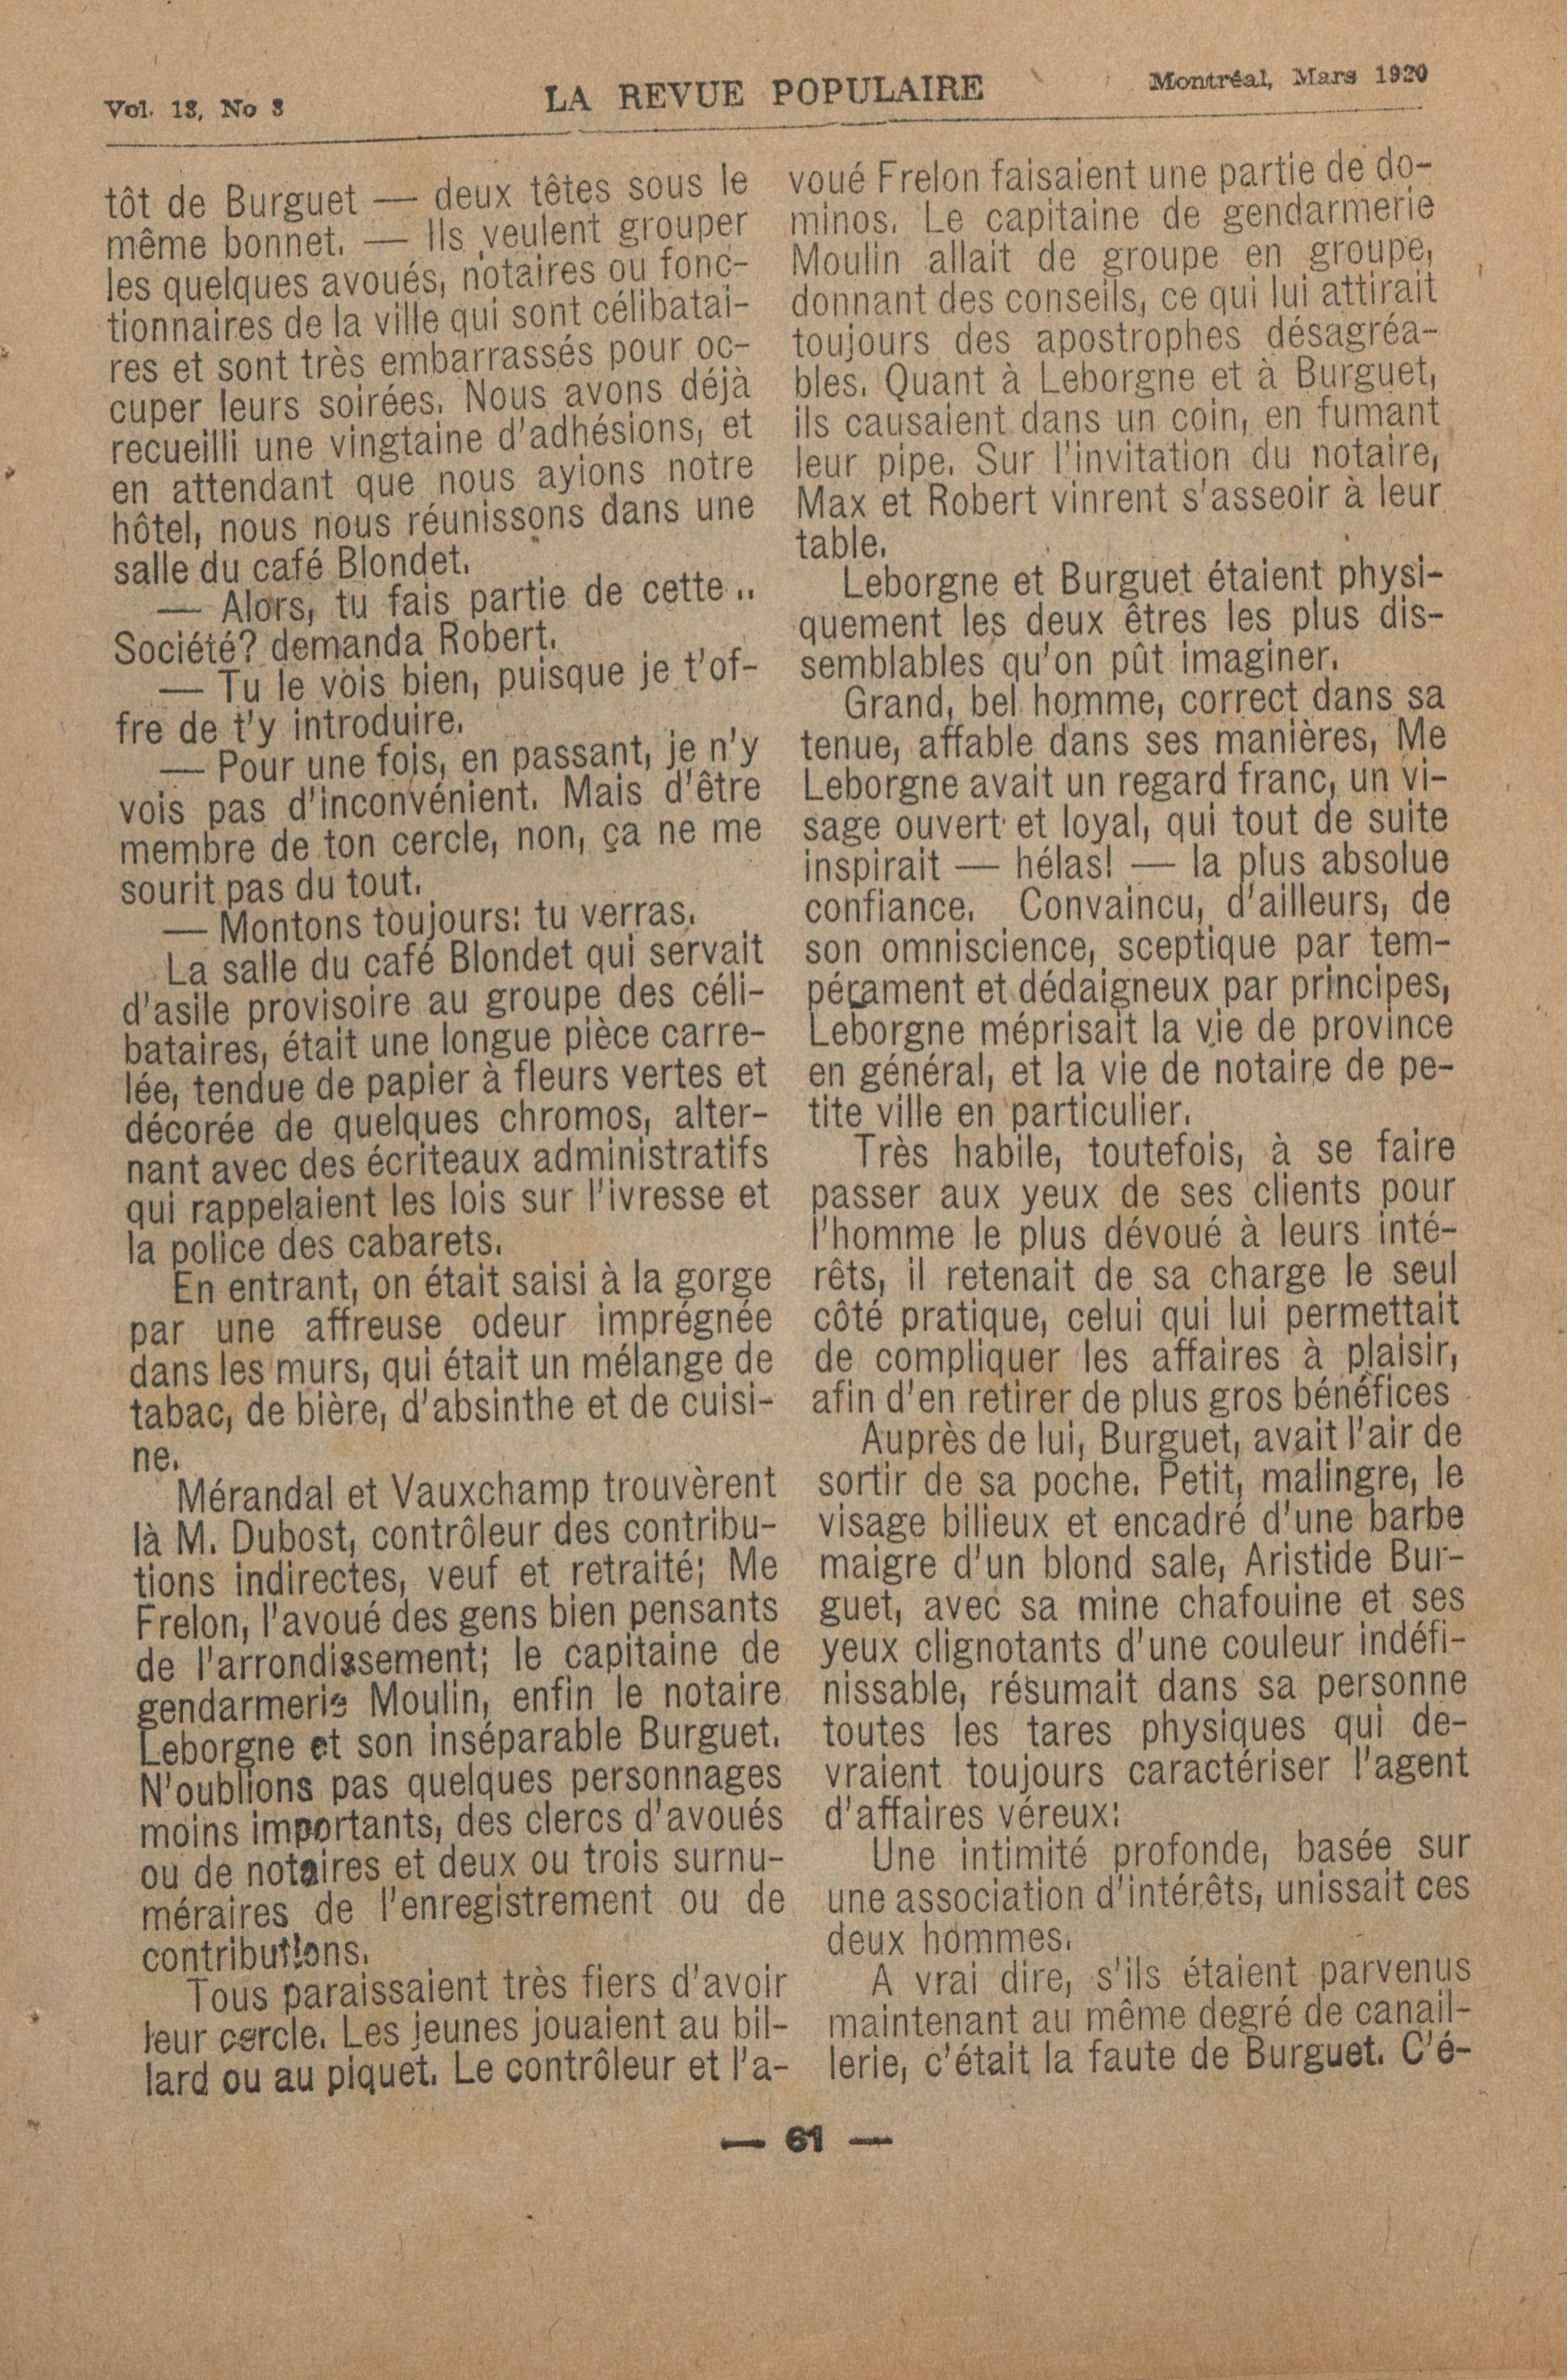 Vol. 13, No 3
LA REVUE POPULAIRE
Montréal, Mars 1920
tôt de Burguet — deux têtes sous le
même bonnet. — Ils veulent grouper
les quelques avoués, notaires ou fonc-
tionnaires de la ville qui sont célibatai-
res et sont très embarrassés pour oc-
cuper leurs soirées. Nous avons déjà
recueilli une vingtaine d'adhésions, et
en attendant que nous ayions notre
hôtel, nous nous réunissons dans une
salle du café Blondet.
— Alors, tu fais partie de cette ..
Société? demanda Robert.
— Tu le vois bien, puisque je t'of-
fre de t'y introduire.
— Pour une fois, en passant, je n'y
vois pas d'inconvénient. Mais d'être
membre de ton cercle, non, ça ne me
sourit pas du tout.
— Montons toujours: tu verras.
La salle du café Blondet qui servait
d'asile provisoire au groupe des céli-
bataires, était une longue pièce carre-
lée, tendue de papier à fleurs vertes et
décorée de quelques chromos, alter-
nant avec des écriteaux administratifs
qui rappelaient les lois sur l'ivresse et
la police des cabarets.
En entrant, on était saisi à la gorge
par une affreuse odeur imprégnée
dans les murs, qui était un mélange de
tabac, de bière, d'absinthe et de cuisi-
ne.
Mérandal et Vauxchamp trouvèrent
là M. Dubost, contrôleur des contribu-
tions indirectes, veuf et retraité; Me
Frelon, l'avoué des gens bien pensants
de l'arrondissement; le capitaine de
gendarmerie Moulin, enfin le notaire
Leborgne et son inséparable Burguet.
N'oublions pas quelques personnages
moins importants, des clercs d'avoués
ou de notaires et deux ou trois surnu-
méraires de l'enregistrement ou de
contributions.
Tous paraissaient très fiers d'avoir
leur cercle. Les jeunes jouaient au bil-
lard ou au piquet. Le contrôleur et l'a-
voué Frelon faisaient une partie de do-
minos. Le capitaine de gendarmerie
Moulin allait de groupe en groupe,
donnant des conseils, ce qui lui attirait
toujours des apostrophes désagréa-
bles. Quant à Leborgne et à Burguet,
ils causaient dans un coin, en fumant
leur pipe. Sur l'invitation du notaire,
Max et Robert vinrent s'asseoir à leur
table.
Leborgne et Burguet étaient physi-
quement les deux êtres les plus dis-
semblables qu'on pût imaginer.
Grand, bel homme, correct dans sa
tenue, affable dans ses manières, Me
Leborgne avait un regard franc, un vi-
sage ouvert et loyal, qui tout de suite
inspirait — hélas! — la plus absolue
confiance. Convaincu, d'ailleurs, de
son omniscience, sceptique par tem-
pérament et dédaigneux par principes,
Leborgne méprisait la vie de province
en général, et la vie de notaire de pe-
tite ville en particulier.
Très habile, toutefois, à se faire
passer aux yeux de ses clients pour
l'homme le plus dévoué à leurs inté-
rêts, il retenait de sa charge le seul
côté pratique, celui qui lui permettait
de compliquer les affaires à plaisir,
afin d'en retirer de plus gros bénéfices
Auprès de lui, Burguet, avait l'air de
sortir de sa poche. Petit, malingre, le
visage bilieux et encadré d'une barbe
maigre d'un blond sale, Aristide Bur-
guet, avec sa mine chafouine et ses
yeux clignotants d'une couleur indéfi-
nissable, résumait dans sa personne
toutes les tares physiques qui de-
vraient toujours caractériser l'agent
d'affaires véreux:
Une intimité profonde, basée sur
une association d'intérêts, unissait ces
deux hommes.
A vrai dire, s'ils étaient parvenus
maintenant au même degré de canail-
lerie, c'était la faute de Burguet. C'é-
— 61 —